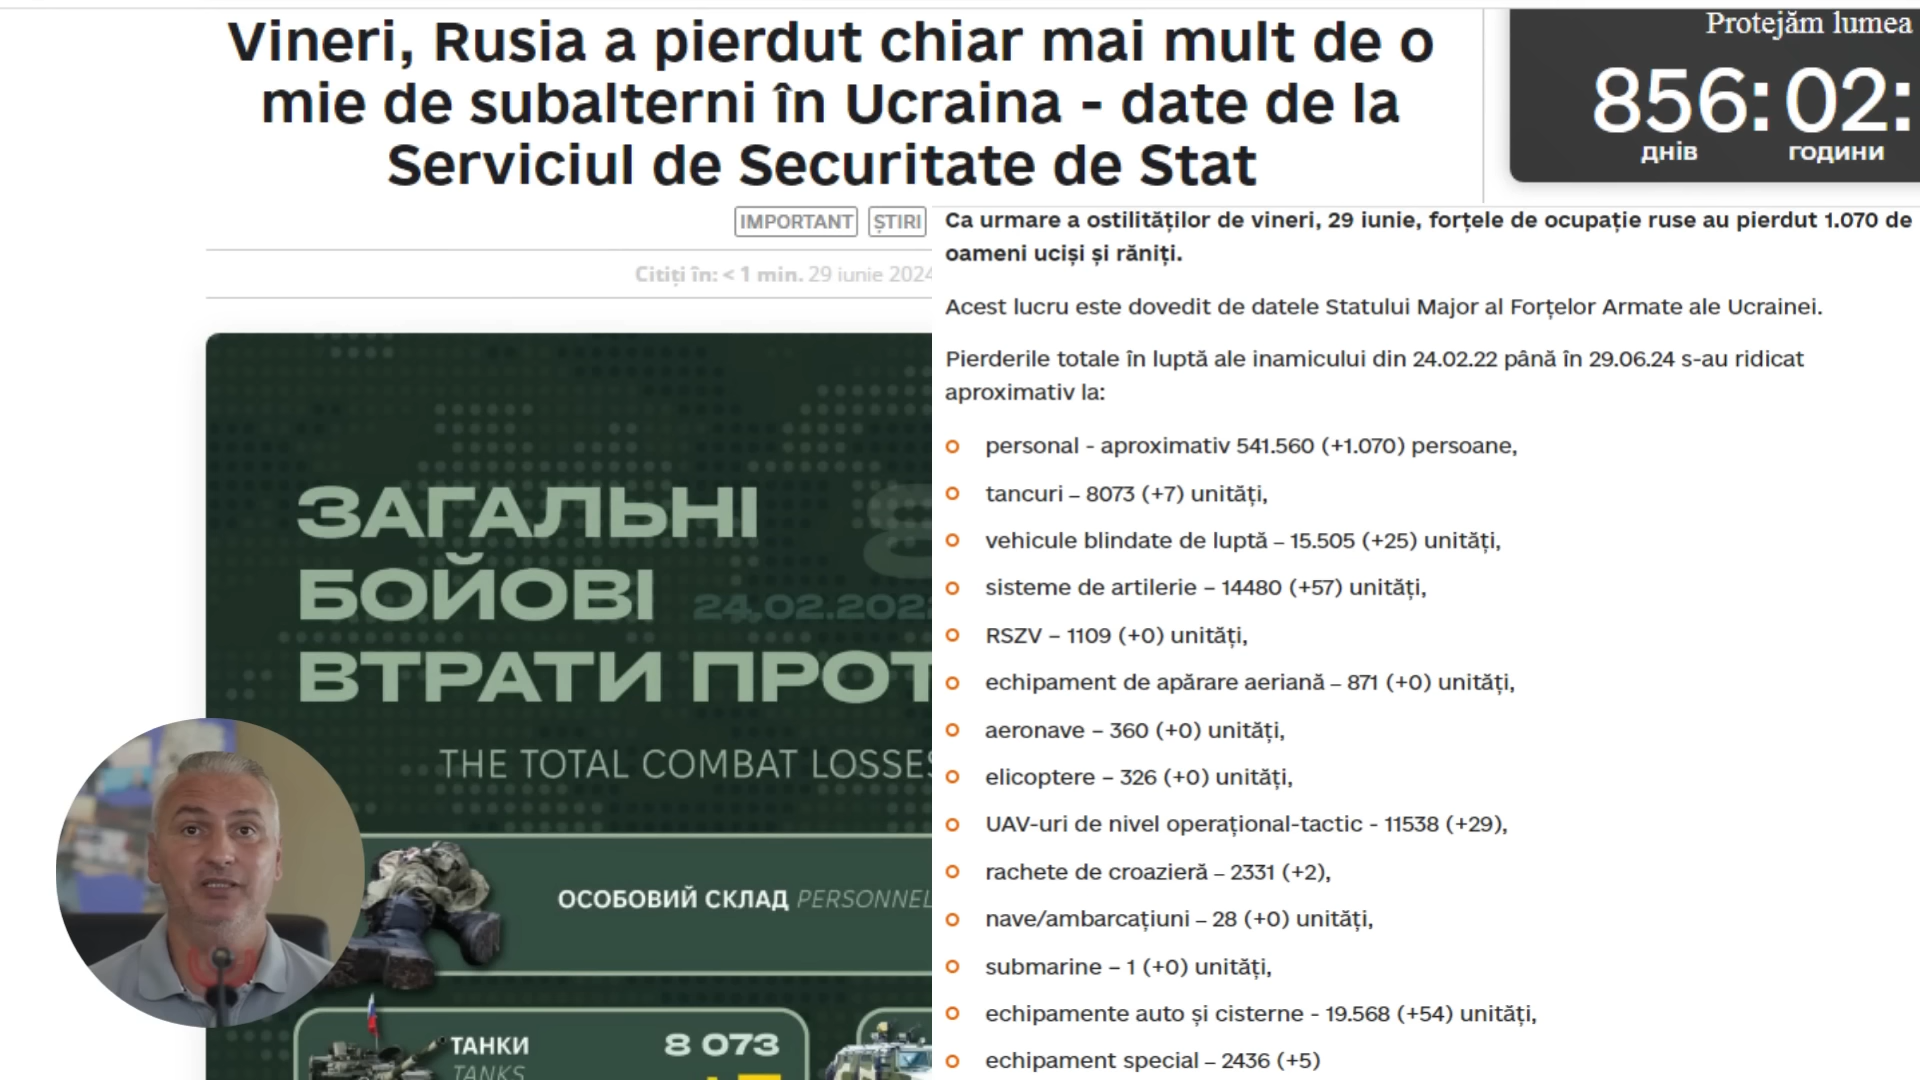 Vineri, Rusia a pierdut chiar mai mult de o
mie de subalterni în Ucraina - date de la
Serviciul de Securitate de Stat
IMPORTANT ȘTIRI
Citiți în: < 1 min. 29 iunie 2024
Protejăm lumea
856: 02:
днів години
ЗАГАЛЬНІ
БОЙОВІ
24.02.202
ВТРАТИ ПРОТ
THE TOTAL COMBAT LOSSES
ОСОБОВИЙ СКЛАД PERSONNEL
ТАНКИ 8 073
TANKS
Ca urmare a ostilităților de vineri, 29 iunie, forțele de ocupație ruse au pierdut 1.070 de
oameni uciși și răniți.
Acest lucru este dovedit de datele Statului Major al Forțelor Armate ale Ucrainei.
Pierderile totale în luptă ale inamicului din 24.02.22 până în 29.06.24 s-au ridicat
aproximativ la:
personal - aproximativ 541.560 (+1.070) persoane,
tancuri – 8073 (+7) unități,
vehicule blindate de luptă – 15.505 (+25) unități,
sisteme de artilerie – 14480 (+57) unități,
RSZV – 1109 (+0) unități,
echipament de apărare aeriană – 871 (+0) unități,
aeronave – 360 (+0) unități,
elicoptere – 326 (+0) unități,
UAV-uri de nivel operațional-tactic - 11538 (+29),
rachete de croazieră – 2331 (+2),
nave/ambarcațiuni – 28 (+0) unități,
submarine – 1 (+0) unități,
echipamente auto și cisterne - 19.568 (+54) unități,
echipament special – 2436 (+5)